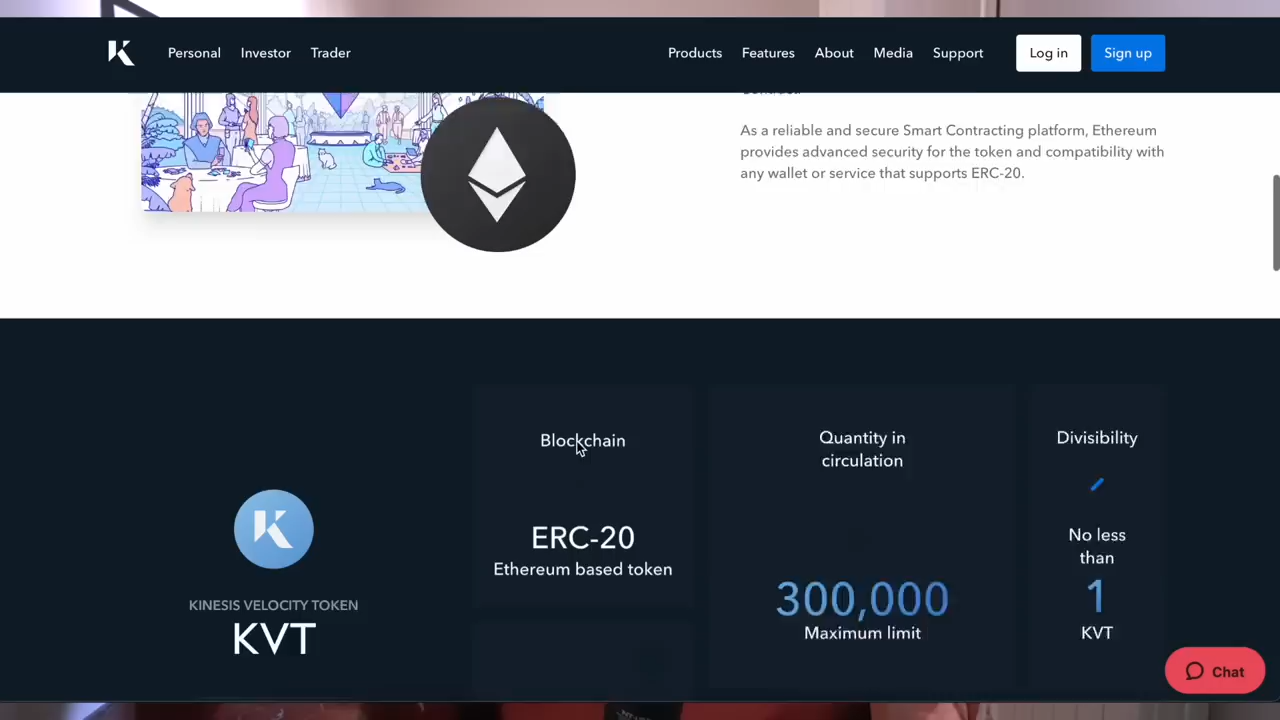 Personal Investor Trader Products Features About Media Support Log in Sign up
As a reliable and secure Smart Contracting platform, Ethereum
provides advanced security for the token and compatibility with
any wallet or service that supports ERC-20.
KINESIS VELOCITY TOKEN
KVT
Blockchain
ERC-20
Ethereum based token
Quantity in
circulation
300,000
Maximum limit
Divisibility
No less
than
1
KVT
Chat